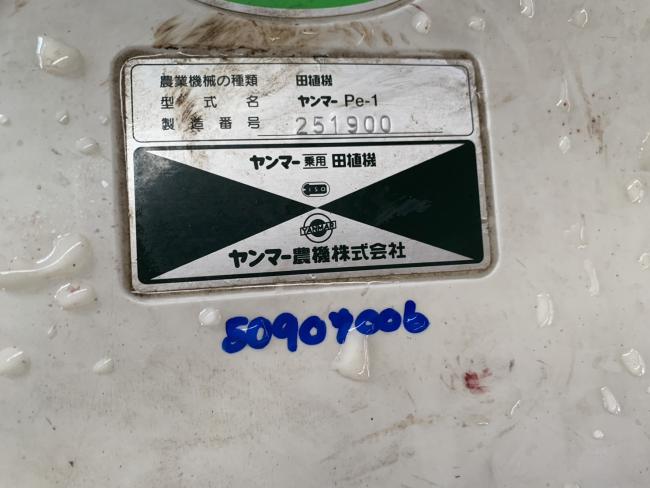 農業機械の種類 田植機
型式名 ヤンマー Pe-1
製造番号 251900
ヤンマー 乗用 田植機
ISO
YANMAR
ヤンマー農機株式会社
50907006